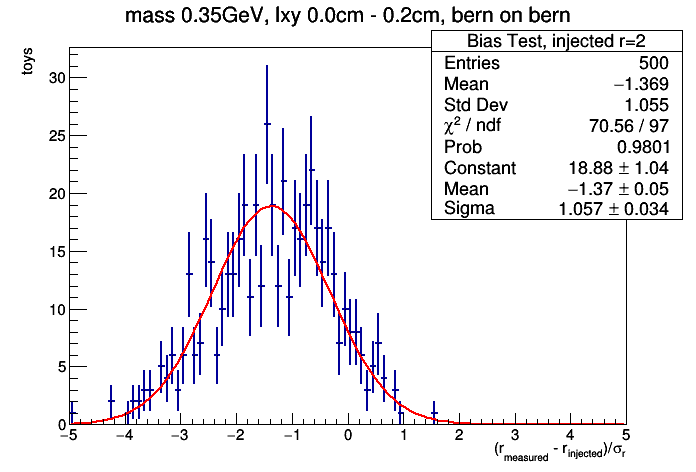 mass 0.35GeV, lxy 0.0cm - 0.2cm, bern on bern
Bias Test, injected r=2
Entries 500
Mean −1.369
Std Dev 1.055
χ² / ndf 70.56 / 97
Prob 0.9801
Constant 18.88 ± 1.04
Mean −1.37 ± 0.05
Sigma 1.057 ± 0.034
toys
30
25
20
15
10
5
0
−5 −4 −3 −2 −1 0 1 2 3 4 5
(r_measured - r_injected)/σ_r